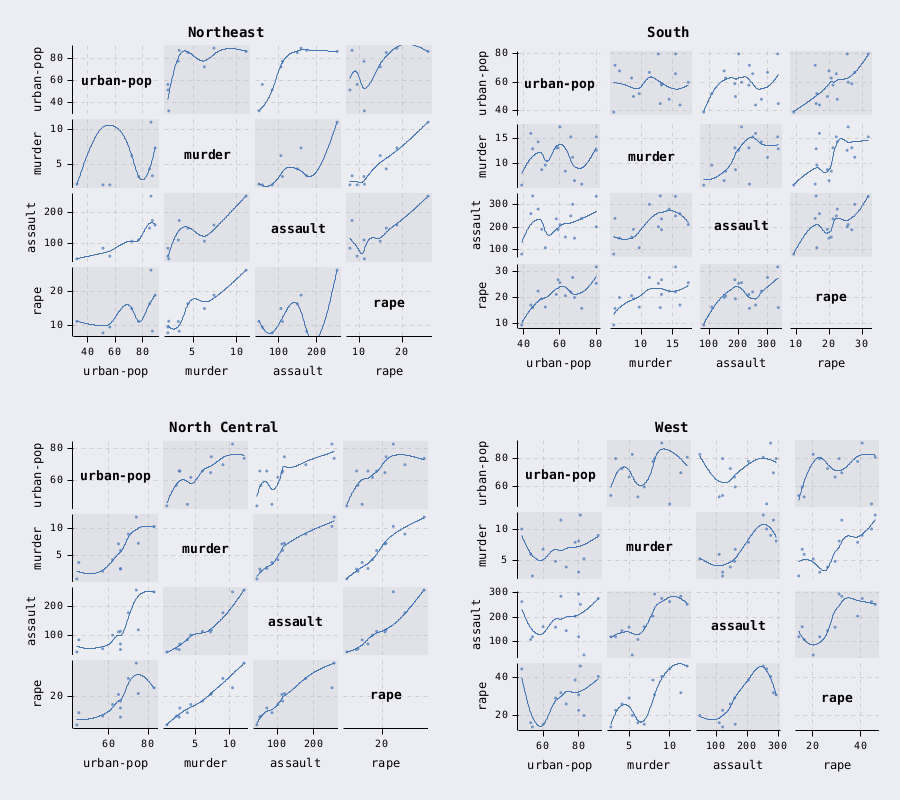 Northeast
urban-pop
80
60
40
urban-pop
murder
10
5
murder
assault
200
100
assault
rape
20
10
rape
40 60 80
5 10
100 200
10 20
urban-pop murder assault rape
South
urban-pop
80
60
40
urban-pop
murder
15
10
murder
assault
300
200
100
assault
rape
30
20
10
rape
40 60 80
10 15
100 200 300
10 20 30
urban-pop murder assault rape
North Central
urban-pop
80
60
urban-pop
murder
10
5
murder
assault
200
100
assault
rape
20
rape
60 80
5 10
100 200
20
urban-pop murder assault rape
West
urban-pop
80
60
urban-pop
murder
10
5
murder
assault
300
200
100
assault
rape
40
20
rape
60 80
5 10
100 200 300
20 40
urban-pop murder assault rape